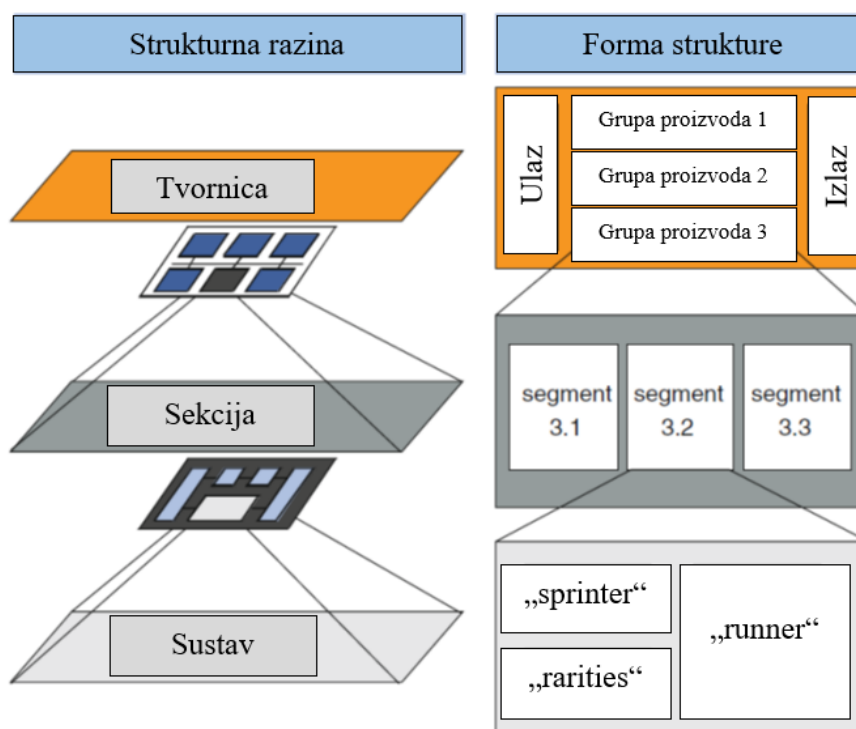 Strukturna razina
Forma strukture
Tvornica
Ulaz
Grupa proizvoda 1
Grupa proizvoda 2
Grupa proizvoda 3
Izlaz
Sekcija
segment
3.1
segment
3.2
segment
3.3
Sustav
„sprinter“
„rarities“
„runner“